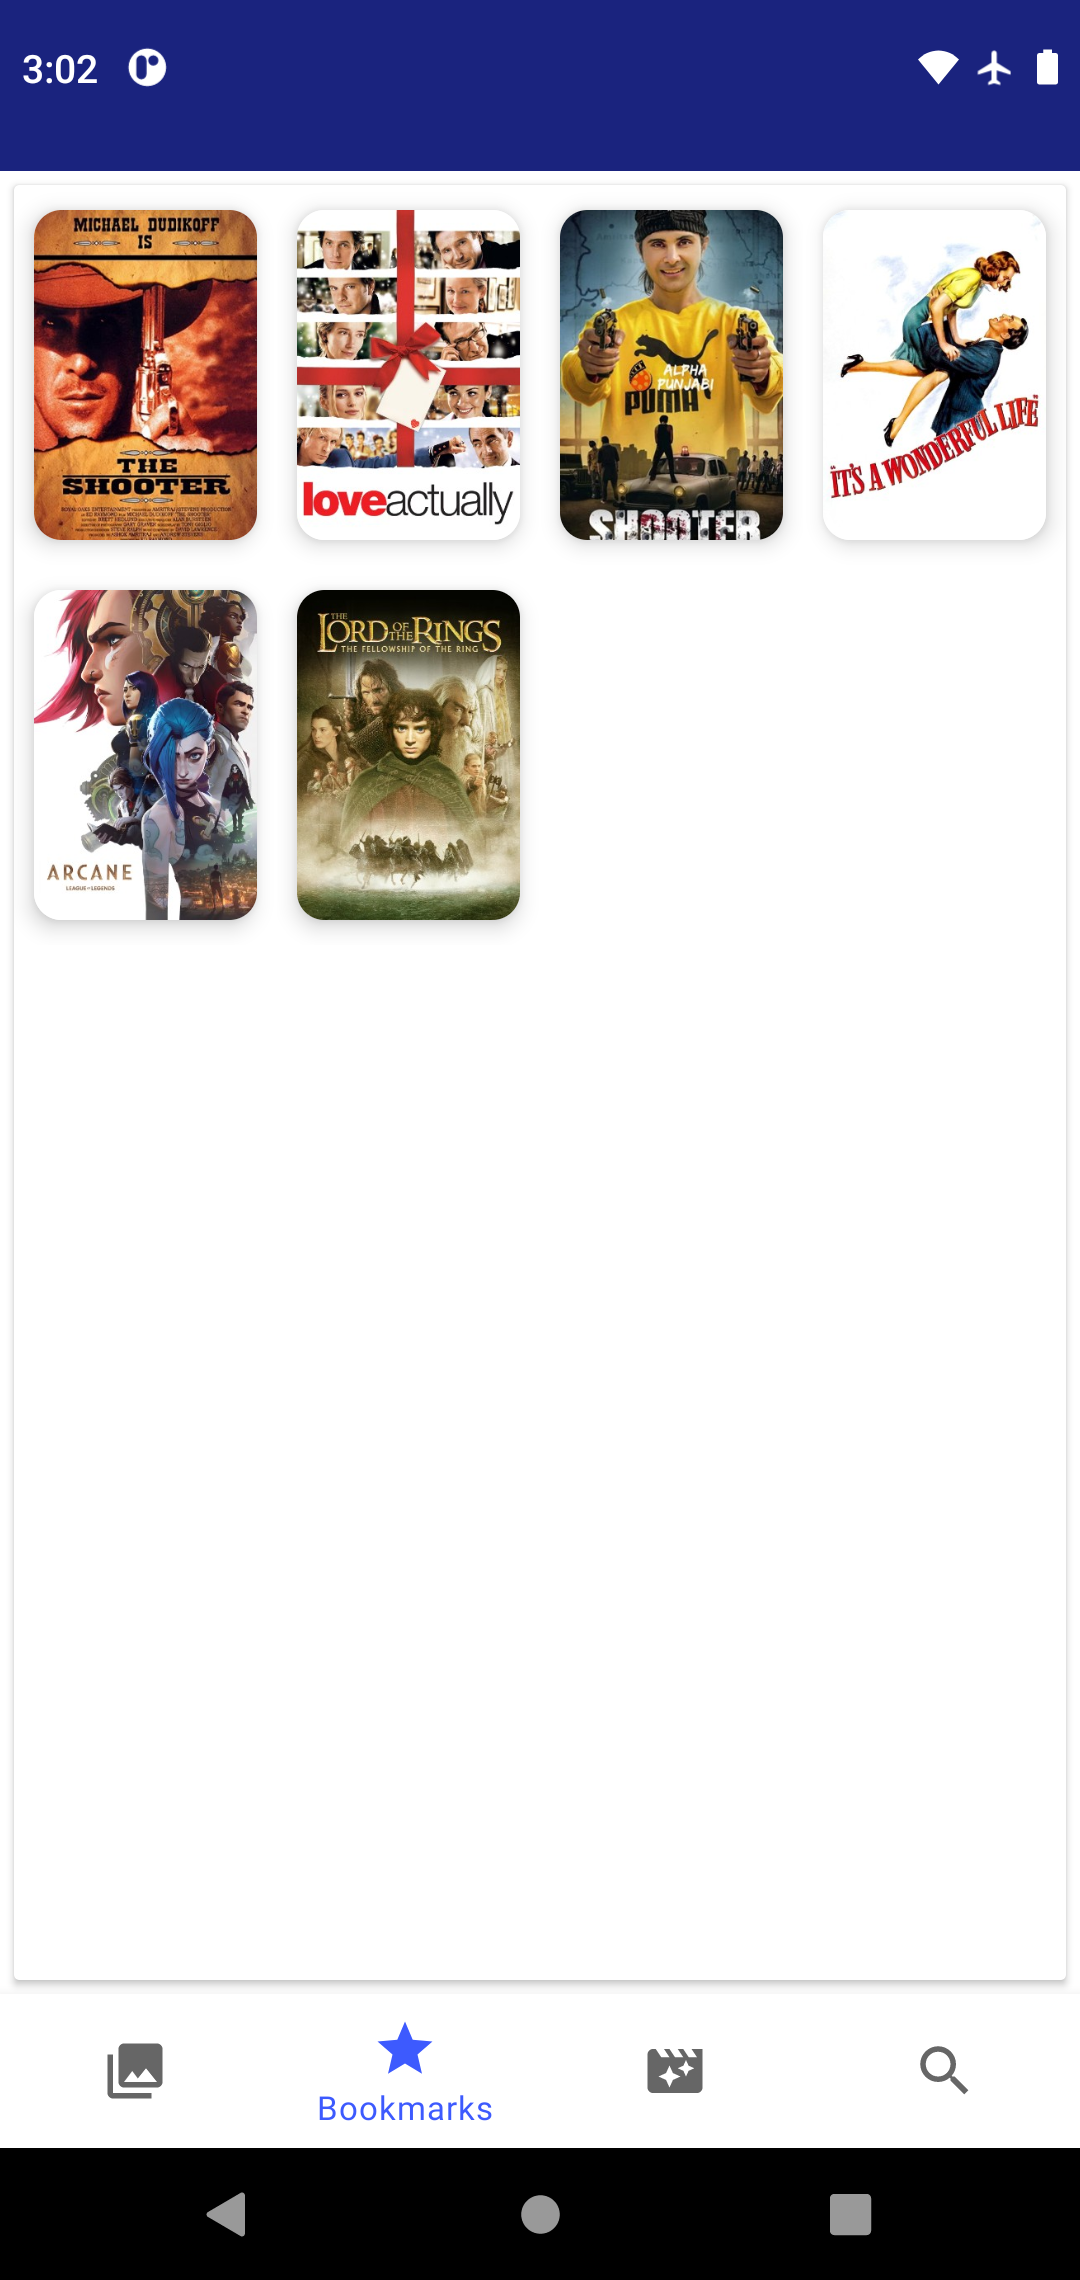 3:02
MICHAEL DUDIKOFF
IS
THE
SHOOTER
loveactually
ALPHA
PUNJABI
PUMA
SHOOTER
"IT'S A WONDERFUL LIFE"
ARCANE
LEAGUE OF LEGENDS
THE
LORD OF THE RINGS
THE FELLOWSHIP OF THE RING
Bookmarks